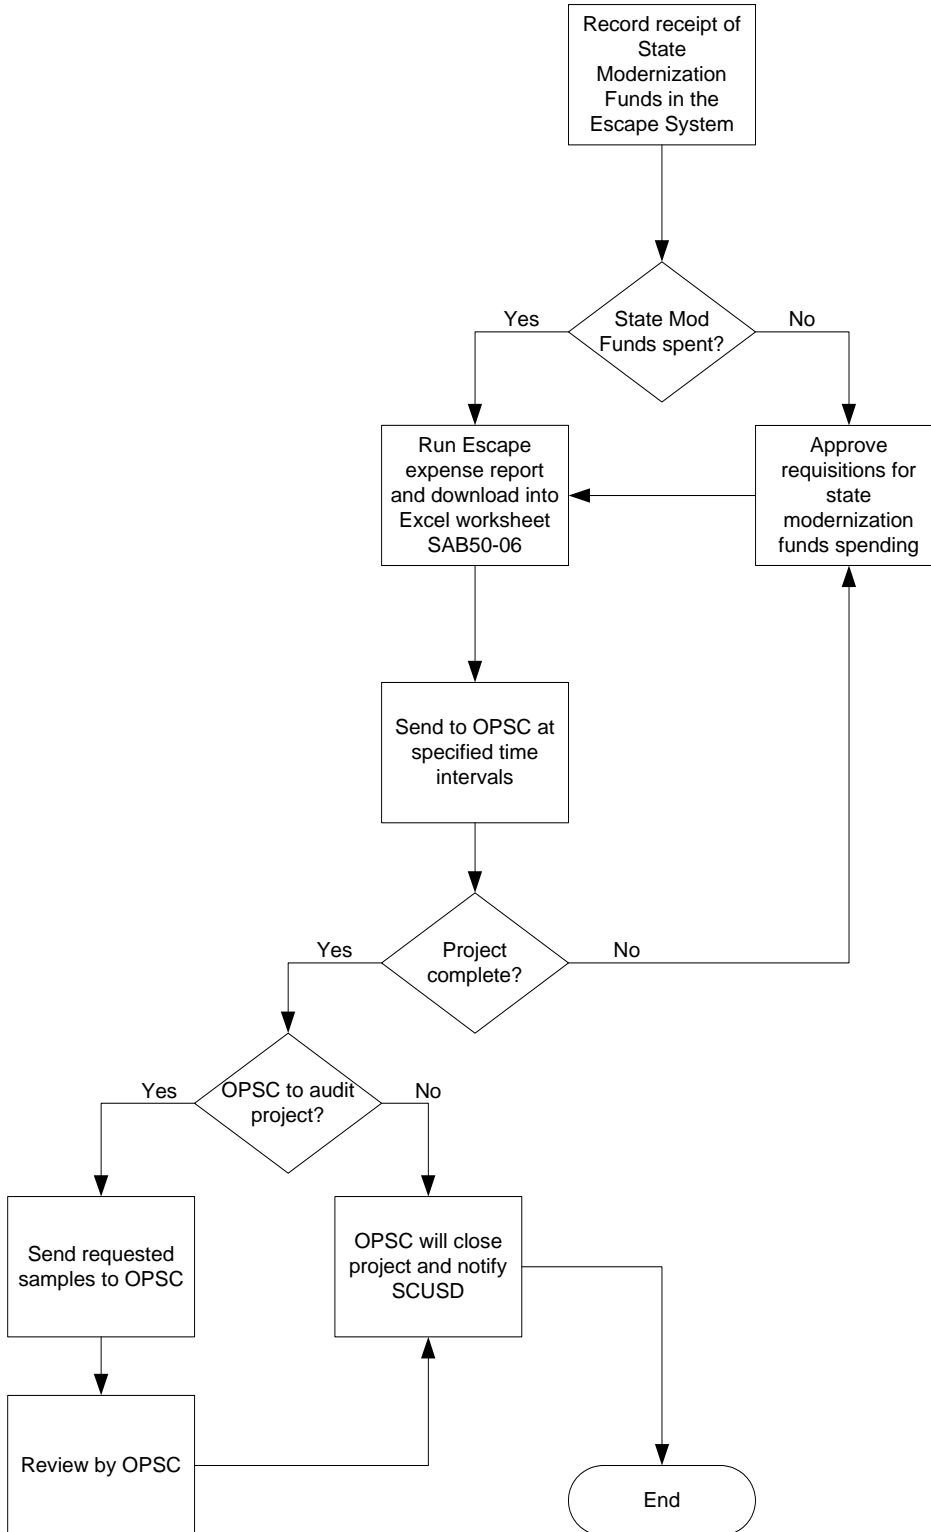 Record receipt of
State
Modernization
Funds in the
Escape System
Yes
State Mod
Funds spent?
No
Run Escape
expense report
and download into
Excel worksheet
SAB50-06
Approve
requisitions for
state
modernization
funds spending
Send to OPSC at
specified time
intervals
Yes
Project
complete?
No
Yes
OPSC to audit
project?
No
Send requested
samples to OPSC
OPSC will close
project and notify
SCUSD
Review by OPSC
End